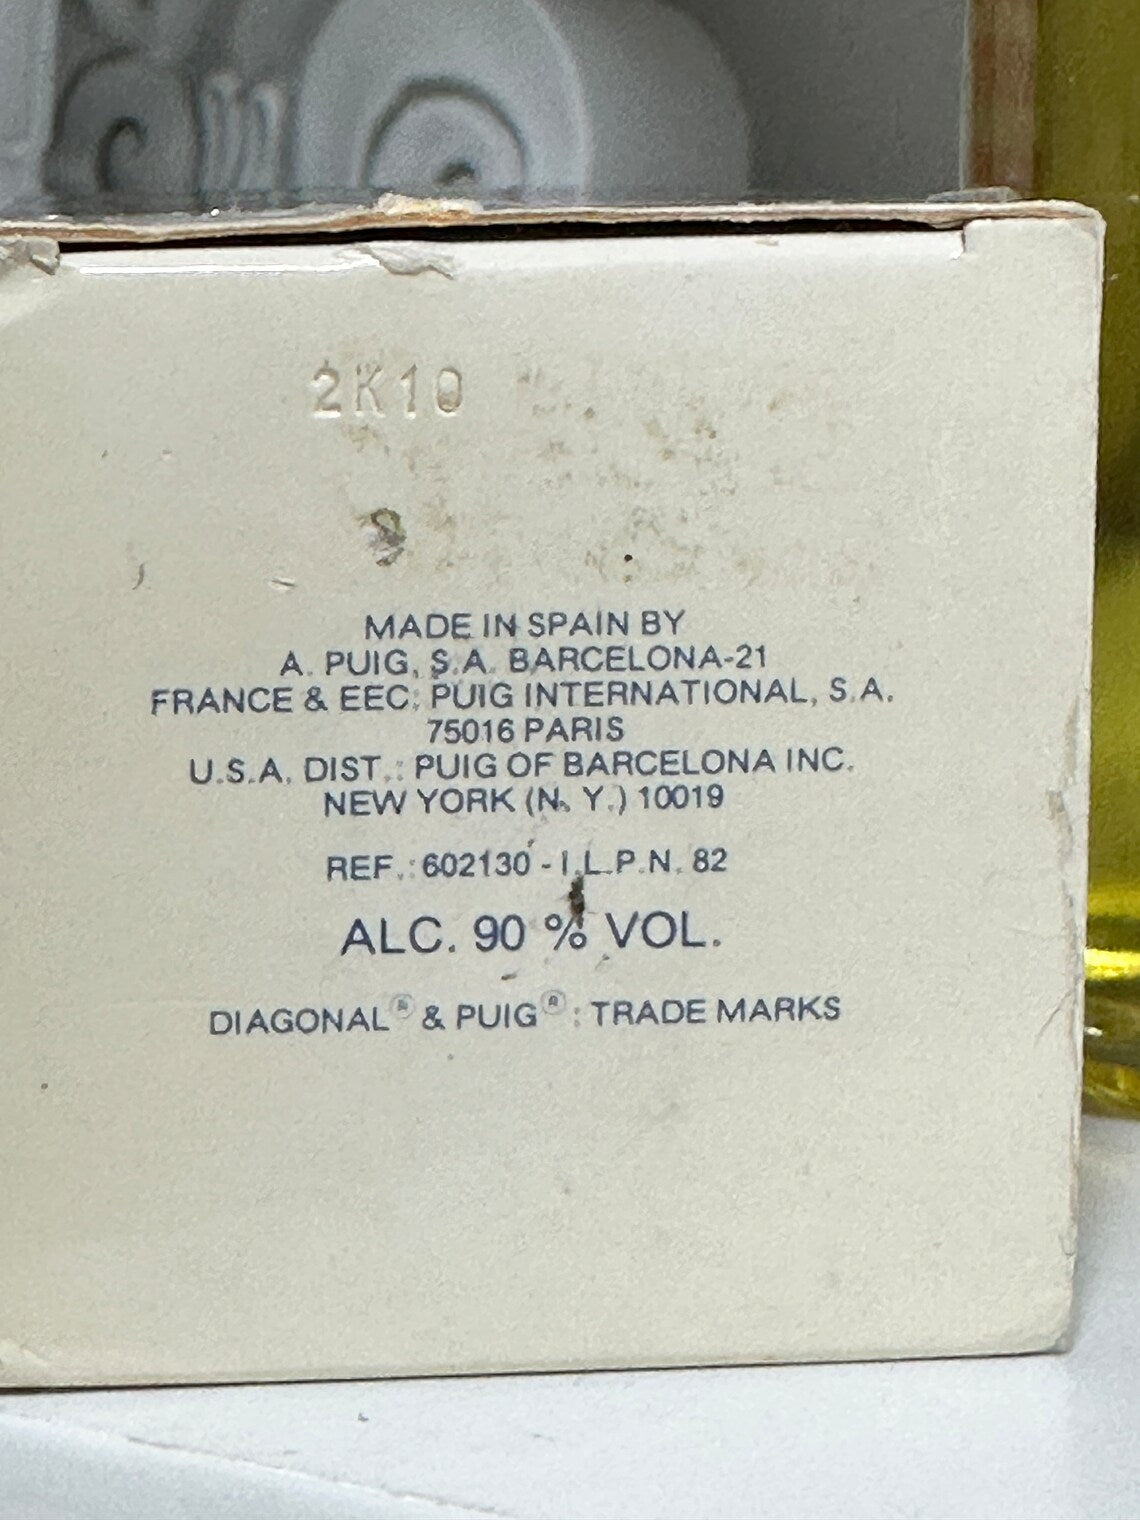 2K10
MADE IN SPAIN BY
A. PUIG, S.A. BARCELONA-21
FRANCE & EEC: PUIG INTERNATIONAL, S.A.
75016 PARIS
U.S.A. DIST.: PUIG OF BARCELONA INC.
NEW YORK (N. Y.) 10019
REF.: 602130 - I.L.P.N. 82
ALC. 90 % VOL.
DIAGONAL® & PUIG®: TRADE MARKS